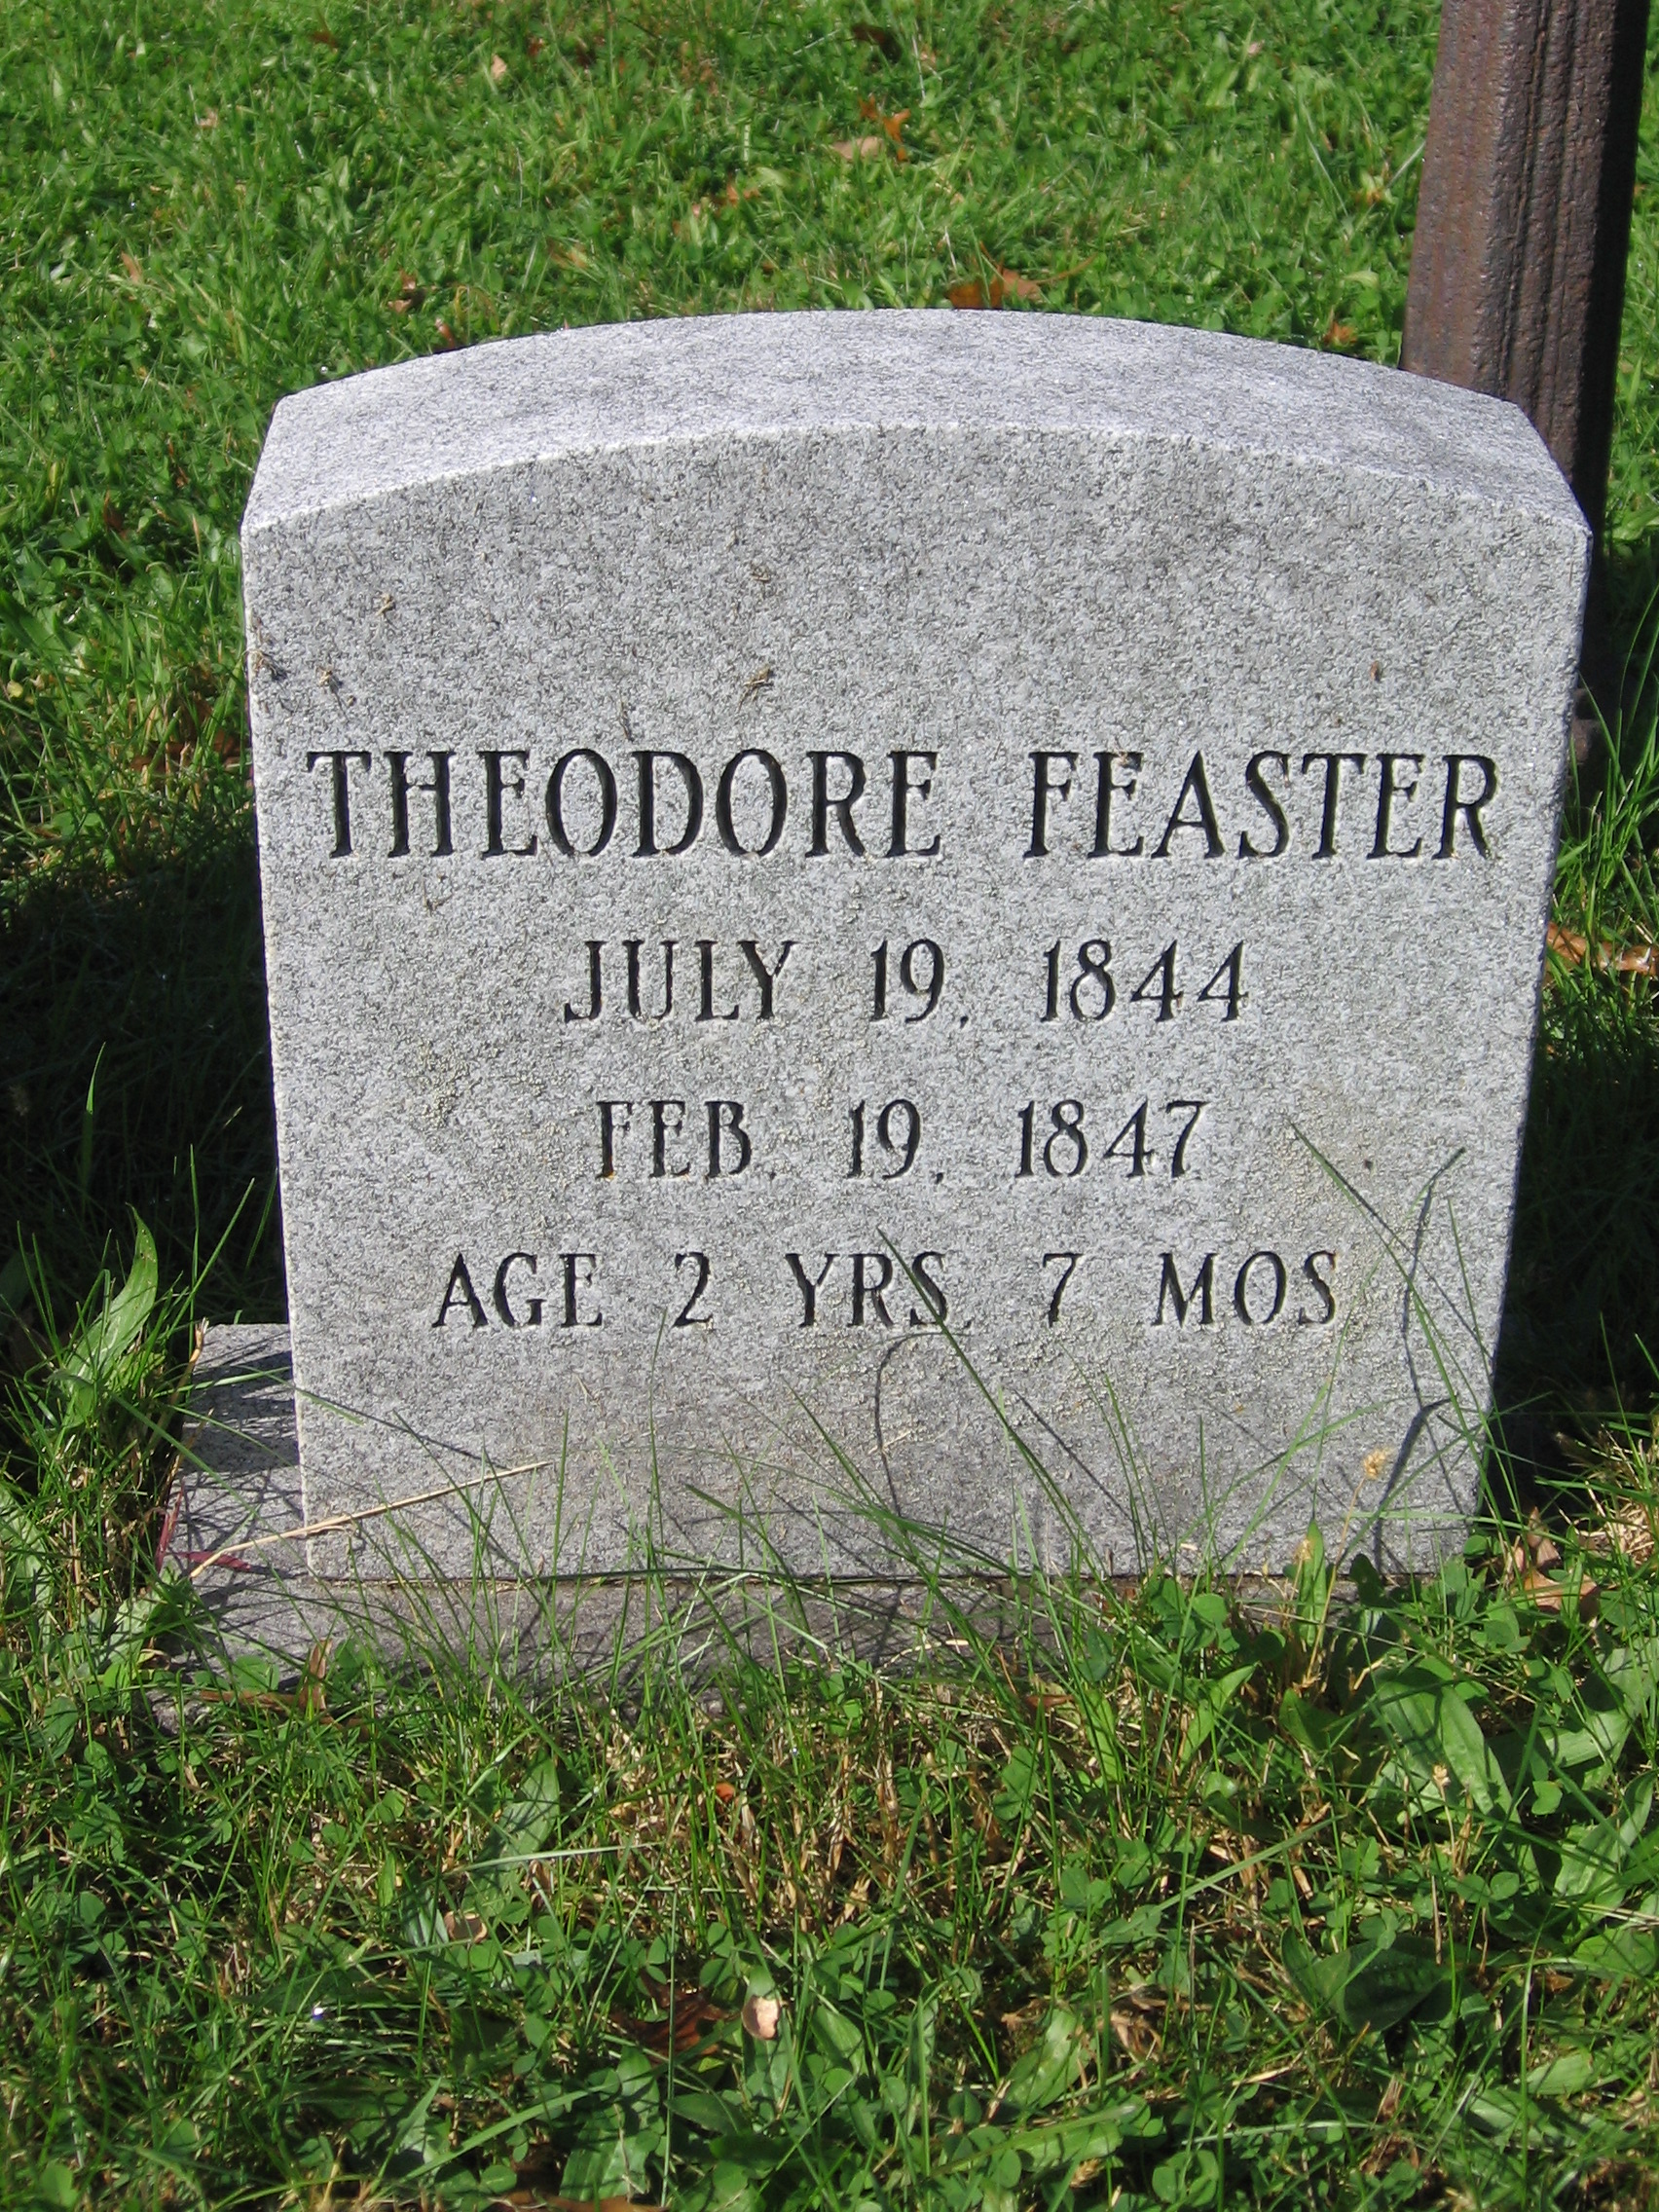 THEODORE FEASTER
JULY 19, 1844
FEB. 19, 1847
AGE 2 YRS. 7 MOS